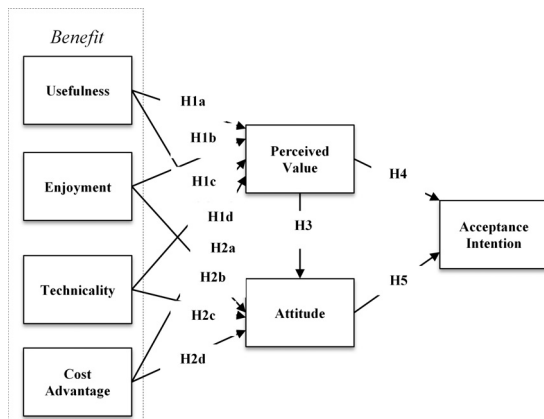 Benefit
Usefulness
H1a
H1b
Enjoyment
Perceived
Value
H4
H1c
H1d
H3
Acceptance
Intention
H2a
H2b
Technicality
H5
Attitude
H2c
H2d
Cost
Advantage